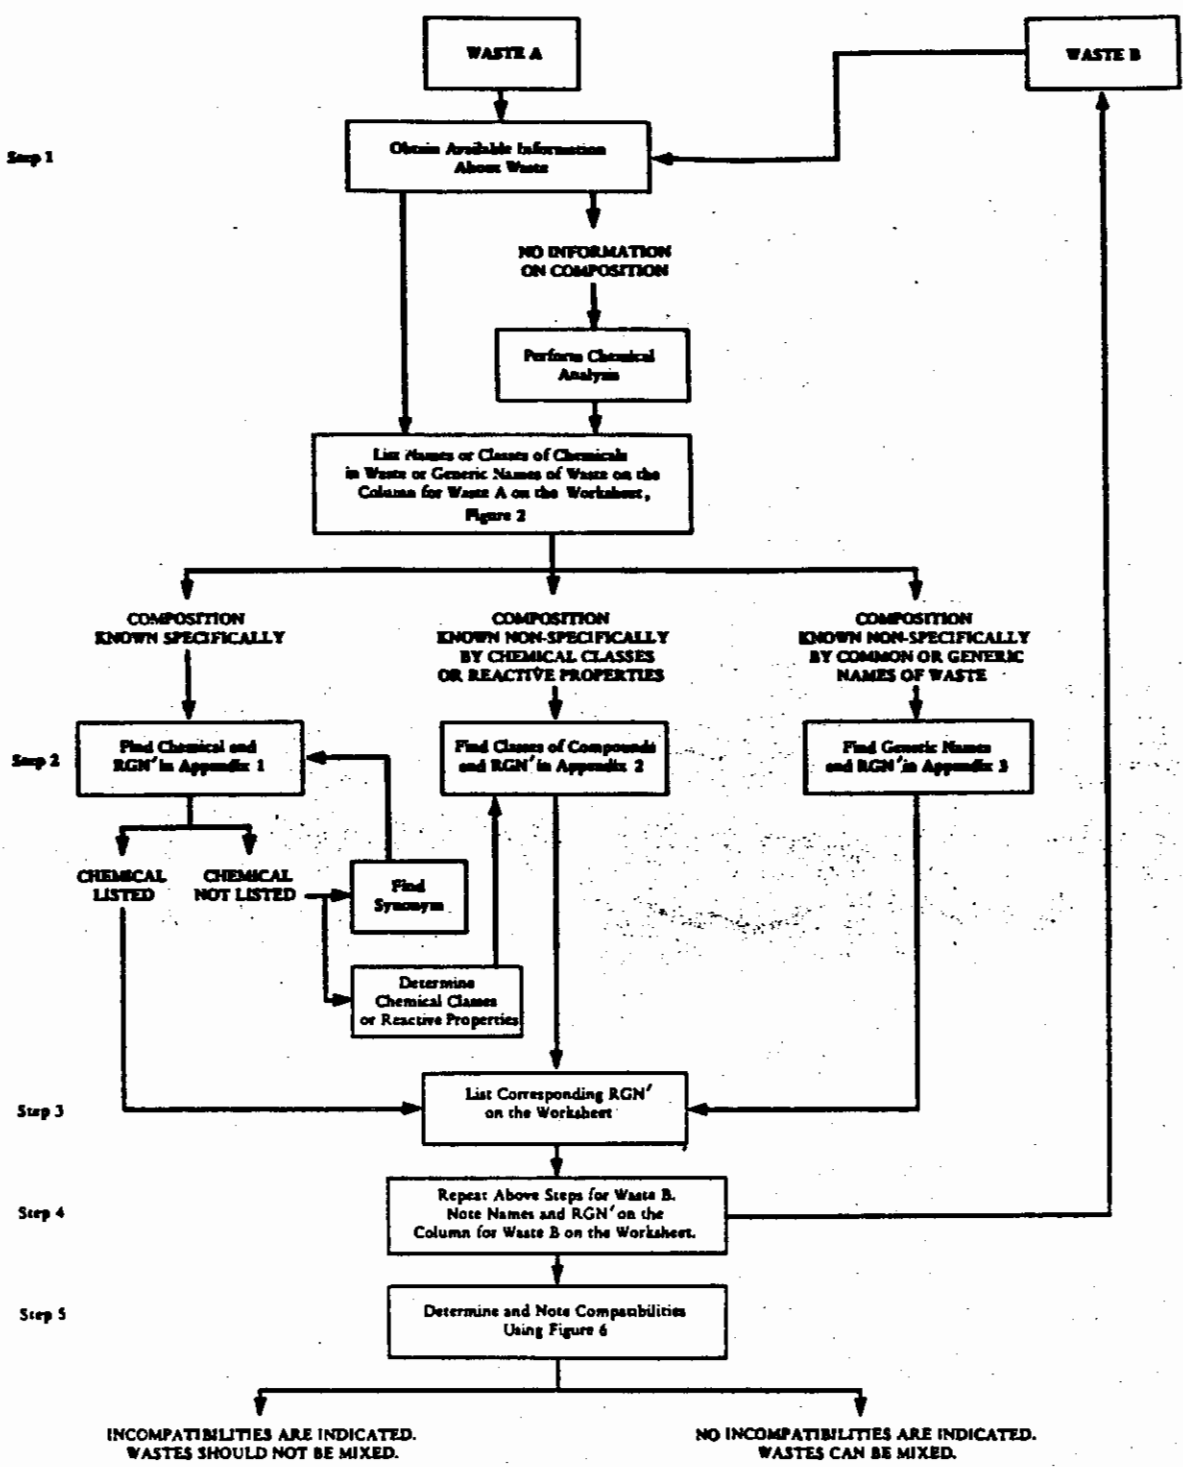 WASTE A
WASTE B
Step 1
Obtain Available Information
About Waste
NO INFORMATION
ON COMPOSITION
Perform Chemical
Analysis
List Names or Classes of Chemicals
in Waste or Generic Names of Waste on the
Column for Waste A on the Worksheet,
Figure 2
COMPOSITION
KNOWN SPECIFICALLY
COMPOSITION
KNOWN NON-SPECIFICALLY
BY CHEMICAL CLASSES
OR REACTIVE PROPERTIES
COMPOSITION
KNOWN NON-SPECIFICALLY
BY COMMON OR GENERIC
NAMES OF WASTE
Step 2
Find Chemical and
RGN′ in Appendix 1
Find Classes of Compounds
and RGN′ in Appendix 2
Find Generic Names
and RGN′ in Appendix 3
CHEMICAL
LISTED
CHEMICAL
NOT LISTED
Find
Synonym
Determine
Chemical Classes
or Reactive Properties
Step 3
List Corresponding RGN′
on the Worksheet
Step 4
Repeat Above Steps for Waste B.
Note Names and RGN′ on the
Column for Waste B on the Worksheet.
Step 5
Determine and Note Compatibilities
Using Figure 6
INCOMPATIBILITIES ARE INDICATED.
WASTES SHOULD NOT BE MIXED.
NO INCOMPATIBILITIES ARE INDICATED.
WASTES CAN BE MIXED.